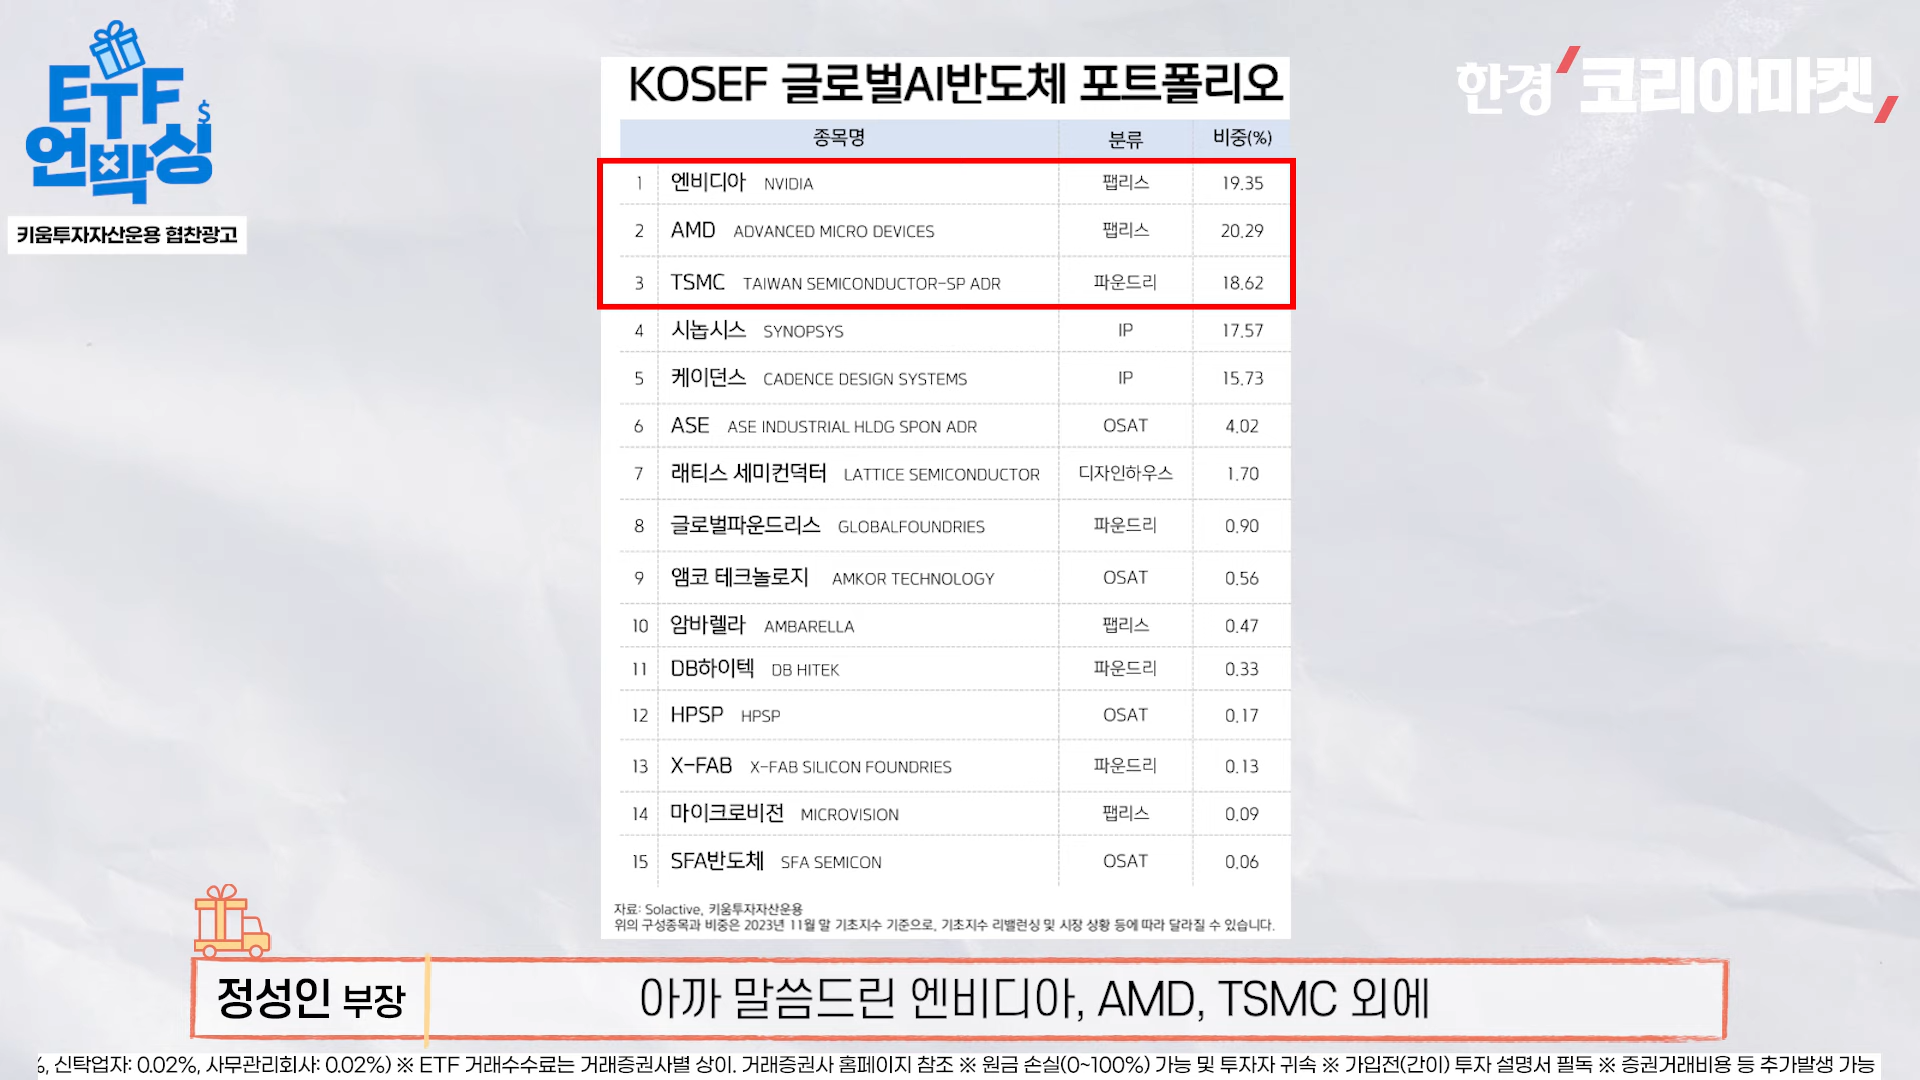 ETF
언박싱
$
키움투자자산운용 협찬광고
한경 코리아마켓
KOSEF 글로벌AI반도체 포트폴리오
종목명 분류 비중(%)
1 엔비디아 NVIDIA 팹리스 19.35
2 AMD ADVANCED MICRO DEVICES 팹리스 20.29
3 TSMC TAIWAN SEMICONDUCTOR-SP ADR 파운드리 18.62
4 시놉시스 SYNOPSYS IP 17.57
5 케이던스 CADENCE DESIGN SYSTEMS IP 15.73
6 ASE ASE INDUSTRIAL HLDG SPON ADR OSAT 4.02
7 래티스 세미컨덕터 LATTICE SEMICONDUCTOR 디자인하우스 1.70
8 글로벌파운드리스 GLOBALFOUNDRIES 파운드리 0.90
9 앰코 테크놀로지 AMKOR TECHNOLOGY OSAT 0.56
10 암바렐라 AMBARELLA 팹리스 0.47
11 DB하이텍 DB HITEK 파운드리 0.33
12 HPSP HPSP OSAT 0.17
13 X-FAB X-FAB SILICON FOUNDRIES 파운드리 0.13
14 마이크로비전 MICROVISION 팹리스 0.09
15 SFA반도체 SFA SEMICON OSAT 0.06
자료: Solactive, 키움투자자산운용
위의 구성종목과 비중은 2023년 11월 말 기초지수 기준으로, 기초지수 리밸런싱 및 시장 상황 등에 따라 달라질 수 있습니다.
정성인 부장 아까 말씀드린 엔비디아, AMD, TSMC 외에
%, 신탁업자: 0.02%, 사무관리회사: 0.02%) ※ ETF 거래수수료는 거래증권사별 상이. 거래증권사 홈페이지 참조 ※ 원금 손실(0~100%) 가능 및 투자자 귀속 ※ 가입전(간이) 투자 설명서 필독 ※ 증권거래비용 등 추가발생 가능